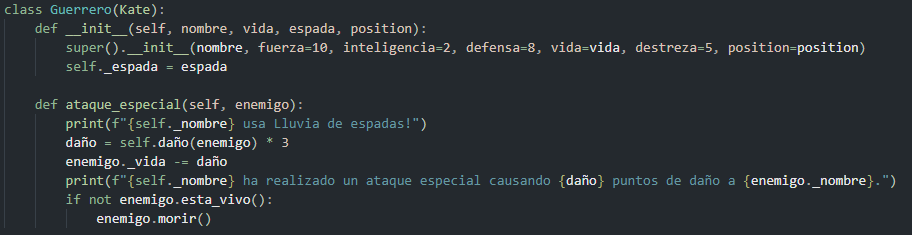 class Guerrero(Kate):
    def __init__(self, nombre, vida, espada, position):
        super().__init__(nombre, fuerza=10, inteligencia=2, defensa=8, vida=vida, destreza=5, position=position)
        self._espada = espada

    def ataque_especial(self, enemigo):
        print(f"{self._nombre} usa Lluvia de espadas!")
        daño = self.daño(enemigo) * 3
        enemigo._vida -= daño
        print(f"{self._nombre} ha realizado un ataque especial causando {daño} puntos de daño a {enemigo._nombre}.")
        if not enemigo.esta_vivo():
            enemigo.morir()